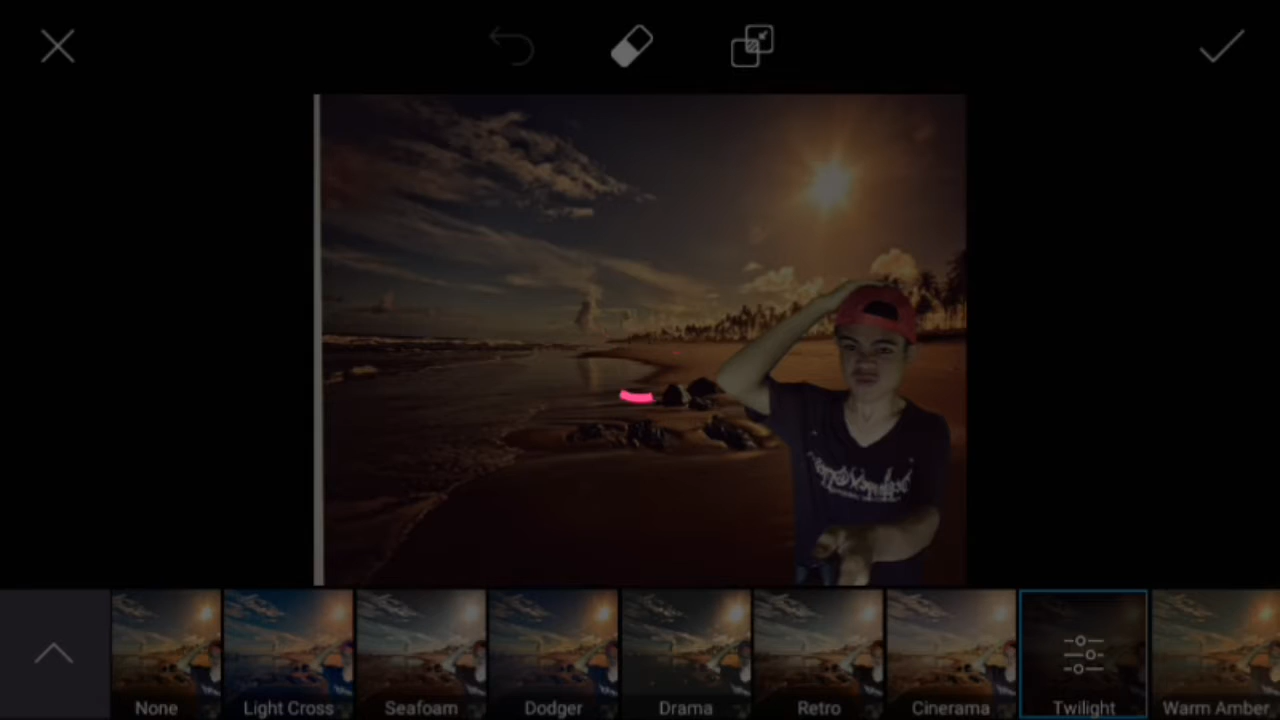 None
Light Cross
Seafoam
Dodger
Drama
Retro
Cinerama
Twilight
Warm Amber